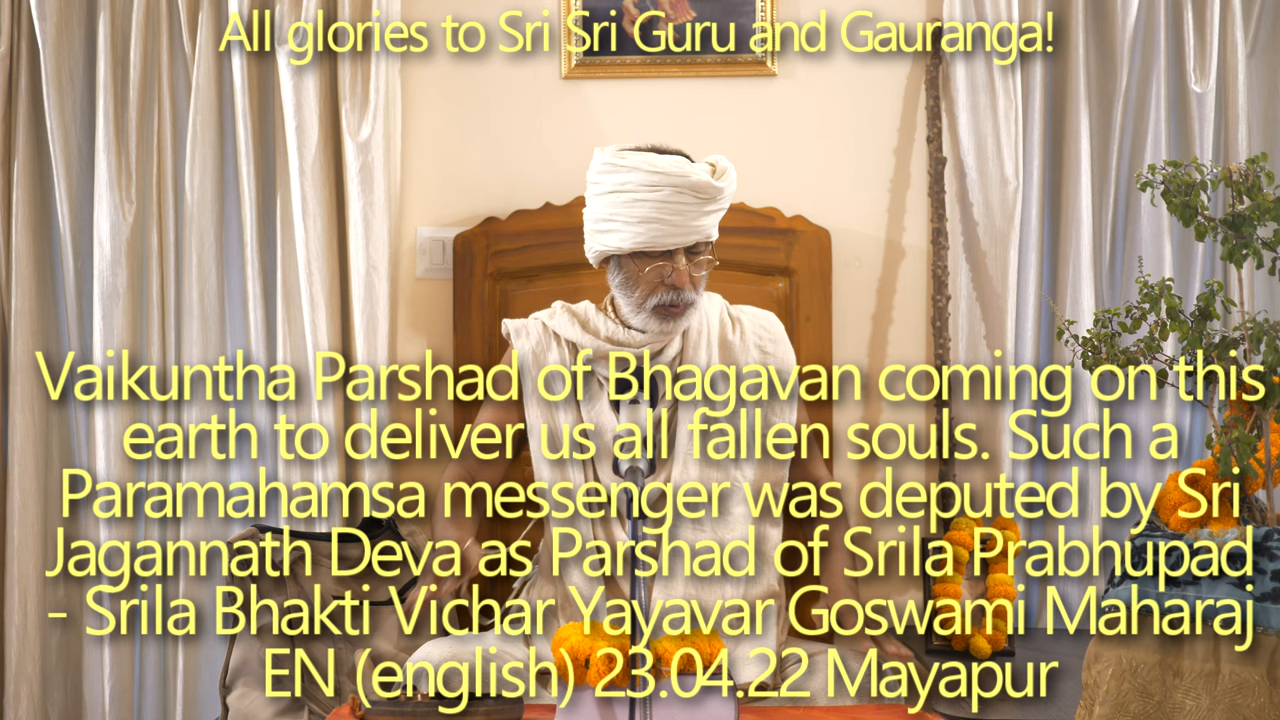 All glories to Sri Sri Guru and Gauranga!
Vaikuntha Parshad of Bhagavan coming on this
earth to deliver us all fallen souls. Such a
Paramahamsa messenger was deputed by Sri
Jagannath Deva as Parshad of Srila Prabhupad
- Srila Bhakti Vichar Yayavar Goswami Maharaj
EN (english) 23.04.22 Mayapur